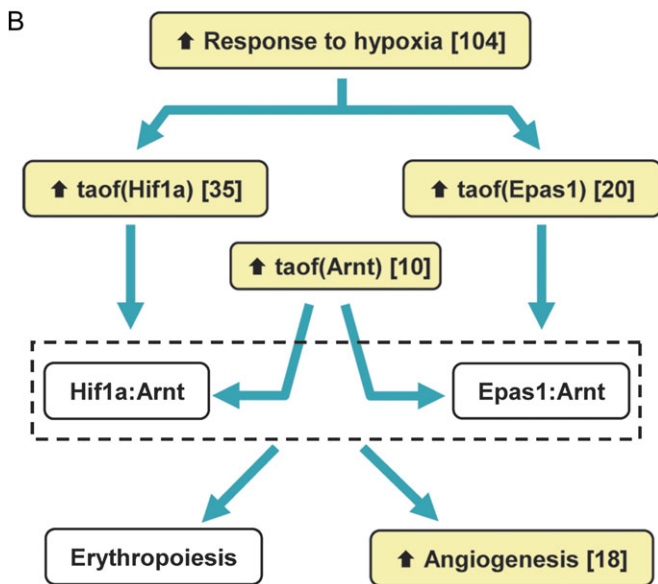 B
⬆ Response to hypoxia [104]
⬆ taof(Hif1a) [35]
⬆ taof(Epas1) [20]
⬆ taof(Arnt) [10]
Hif1a:Arnt
Epas1:Arnt
Erythropoiesis
⬆ Angiogenesis [18]